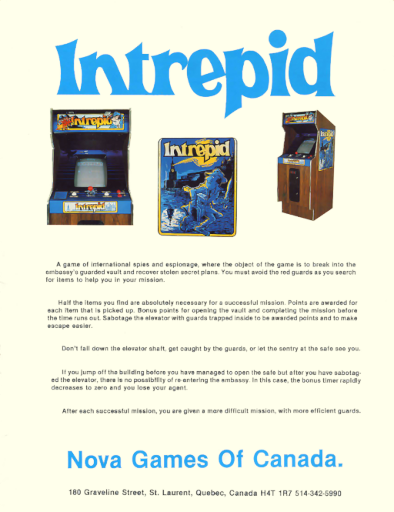 Intrepid
Intrepid
Intrepid
Intrepid
A game of international spies and espionage, where the object of the game is to break into the
embassy's guarded vault and recover stolen secret plans. You must avoid the red guards as you search
for items to help you in your mission.
Half the items you find are absolutely necessary for a successful mission. Points are awarded for
each item that is picked up. Bonus points for opening the vault and completing the mission before
the time runs out. Sabotage the elevator with guards trapped inside to be awarded points and to make
escape easier.
Don't fall down the elevator shaft, get caught by the guards, or let the sentry at the safe see you.
If you jump off the building before you have managed to open the safe but after you have sabotag-
ed the elevator, there is no possibility of re-entering the embassy. In this case, the bonus timer rapidly
decreases to zero and you lose your agent.
After each successful mission, you are given a more difficult mission, with more efficient guards.
Nova Games Of Canada.
180 Graveline Street, St. Laurent, Quebec, Canada H4T 1R7 514-342-5990